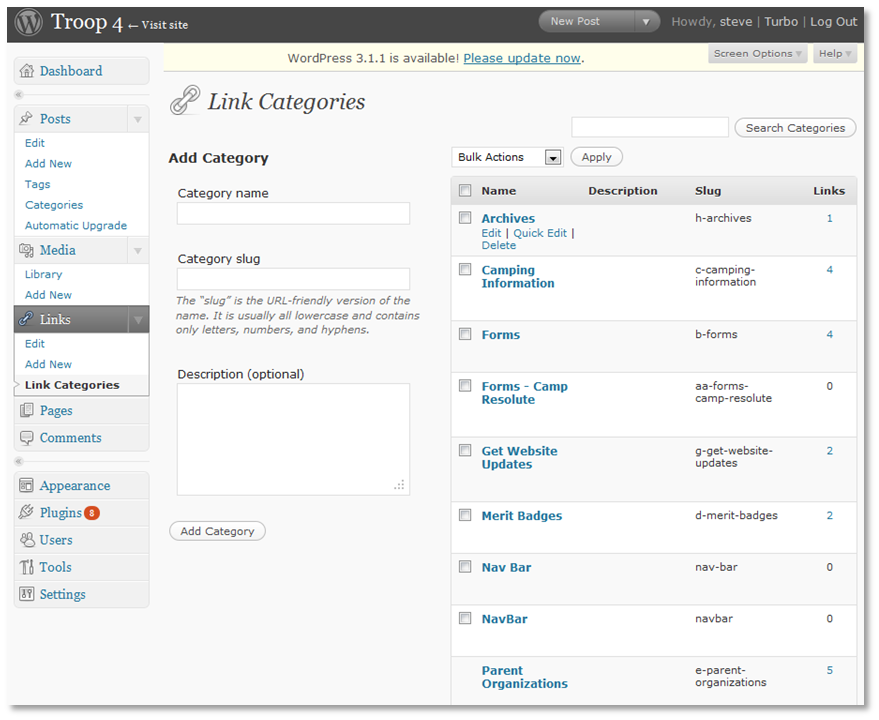 Troop 4 ← Visit site
New Post
Howdy, steve | Turbo | Log Out
WordPress 3.1.1 is available! Please update now.
Screen Options
Help
Dashboard
Posts
Edit
Add New
Tags
Categories
Automatic Upgrade
Media
Library
Add New
Links
Edit
Add New
Link Categories
Pages
Comments
Appearance
Plugins 8
Users
Tools
Settings
Link Categories
Search Categories
Add Category
Category name
Category slug
The “slug” is the URL-friendly version of the
name. It is usually all lowercase and contains
only letters, numbers, and hyphens.
Description (optional)
Add Category
Bulk Actions
Apply
Name Description Slug Links
Archives h-archives 1
Edit | Quick Edit |
Delete
Camping c-camping- 4
Information information
Forms b-forms 4
Forms - Camp aa-forms- 0
Resolute camp-resolute
Get Website g-get-website- 2
Updates updates
Merit Badges d-merit-badges 2
Nav Bar nav-bar 0
NavBar navbar 0
Parent e-parent- 5
Organizations organizations